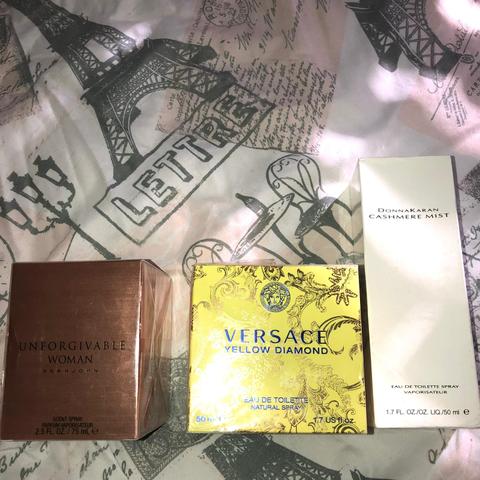 LETTRE
UNFORGIVABLE
WOMAN
SEAN JOHN
SCENT SPRAY
PARFUM VAPORISATEUR
2.5 FL. OZ. / 75 ml e
VERSACE
YELLOW DIAMOND
EAU DE TOILETTE
NATURAL SPRAY
50 ml e
1.7 US fl.oz.
DONNAKARAN
CASHMERE MIST
EAU DE TOILETTE SPRAY
VAPORISATEUR
1.7 FL. OZ./OZ. LIQ./50 ml e